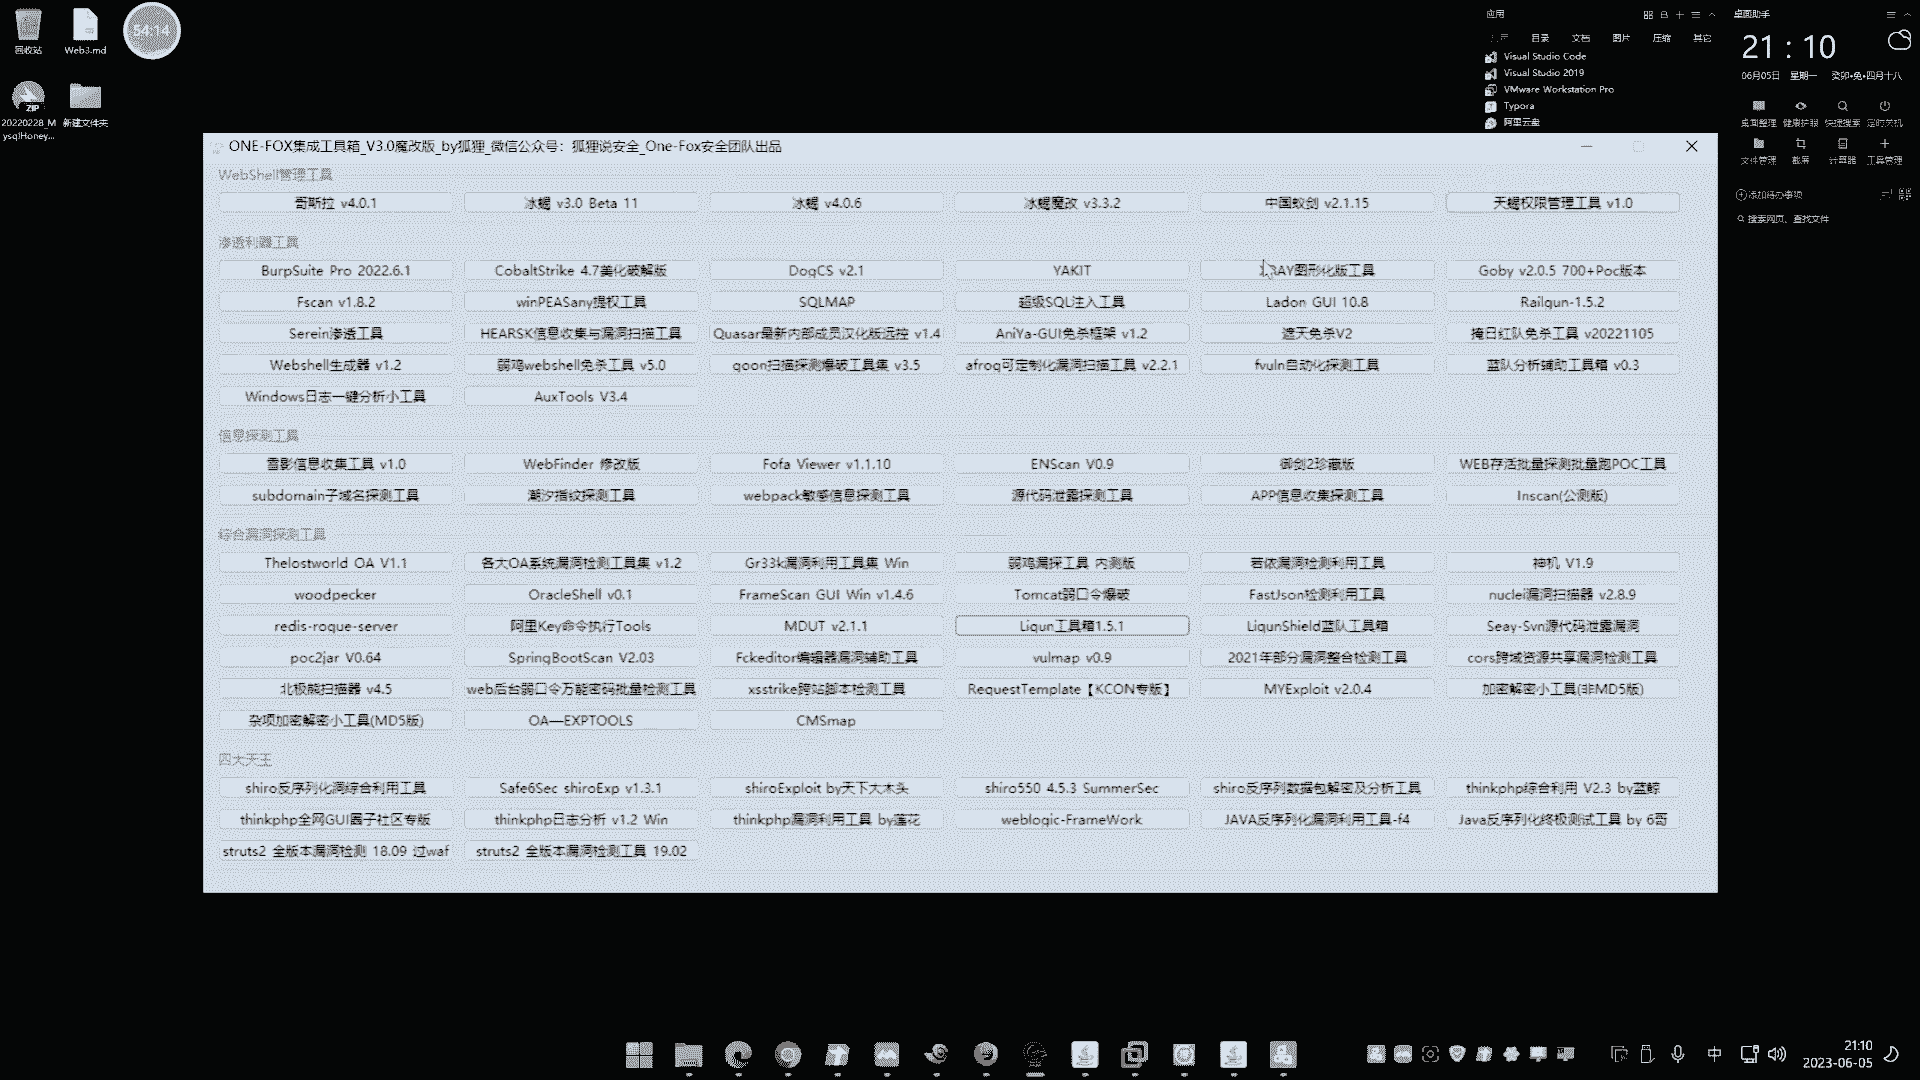 回收站
Web3.md
54:14
20220228_M
ysqlHoney...
新建文件夹
应用
目录 文档 图片 压缩 其它
Visual Studio Code
Visual Studio 2019
VMware Workstation Pro
Typora
阿里云盘
桌面助手
21 : 10
06月05日 星期一 癸卯•兔•四月十八
桌面整理 健康护眼 快捷搜索 定时关机
文件管理 截屏 计算器 工具管理
添加待办事项
搜索网页、查找文件
ONE-FOX集成工具箱_V3.0魔改版_by狐狸_微信公众号：狐狸说安全_One-Fox安全团队出品
WebShell管理工具
哥斯拉 v4.0.1 冰蝎 v3.0 Beta 11 冰蝎 v4.0.6 冰蝎魔改 v3.3.2 中国蚁剑 v2.1.15 天蝎权限管理工具 v1.0
渗透利器工具
BurpSuite Pro 2022.6.1 CobaltStrike 4.7美化破解版 DogCS v2.1 YAKIT XRAY图形化版工具 Goby v2.0.5 700+Poc版本
Fscan v1.8.2 winPEASany提权工具 SQLMAP 超级SQL注入工具 Ladon GUI 10.8 Railgun-1.5.2
Serein渗透工具 HEARSK信息收集与漏洞扫描工具 Quasar最新内部成员汉化版远控 v1.4 AniYa-GUI免杀框架 v1.2 遮天免杀V2 掩日红队免杀工具 v20221105
Webshell生成器 v1.2 弱鸡webshell免杀工具 v5.0 goon扫描探测爆破工具集 v3.5 afrog可定制化漏洞扫描工具 v2.2.1 fvuln自动化探测工具 蓝队分析辅助工具箱 v0.3
Windows日志一键分析小工具 AuxTools V3.4
信息探测工具
雪影信息收集工具 v1.0 WebFinder 修改版 Fofa Viewer v1.1.10 ENScan V0.9 御剑2珍藏版 WEB存活批量探测批量跑POC工具
subdomain子域名探测工具 潮汐指纹探测工具 webpack敏感信息探测工具 源代码泄露探测工具 APP信息收集探测工具 Inscan(公测版)
综合漏洞探测工具
Thelostworld OA V1.1 各大OA系统漏洞检测工具集 v1.2 Gr33k漏洞利用工具集 Win 弱鸡漏探工具 内测版 若依漏洞检测利用工具 神机 V1.9
woodpecker OracleShell v0.1 FrameScan GUI Win v1.4.6 Tomcat弱口令爆破 FastJson检测利用工具 nuclei漏洞扫描器 v2.8.9
redis-rogue-server 阿里Key命令执行Tools MDUT v2.1.1 Liqun工具箱1.5.1 LiqunShield蓝队工具箱 Seay-Svn源代码泄露漏洞
poc2jar V0.64 SpringBootScan V2.03 Fckeditor编辑器漏洞辅助工具 vulmap v0.9 2021年部分漏洞整合检测工具 cors跨域资源共享漏洞检测工具
北极熊扫描器 v4.5 web后台弱口令万能密码批量检测工具 xsstrike跨站脚本检测工具 RequestTemplate【KCON专版】 MYExploit v2.0.4 加密解密小工具(非MD5版)
杂项加密解密小工具(MD5版) OA—EXPTOOLS CMSmap
四大天王
shiro反序列化洞综合利用工具 Safe6Sec shiroExp v1.3.1 shiroExploit by天下大木头 shiro550 4.5.3 SummerSec shiro反序列数据包解密及分析工具 thinkphp综合利用 V2.3 by蓝鲸
thinkphp全网GUI圈子社区专版 thinkphp日志分析 v1.2 Win thinkphp漏洞利用工具 by莲花 weblogic-FrameWork JAVA反序列化漏洞利用工具-f4 Java反序列化终极测试工具 by 6哥
struts2 全版本漏洞检测 18.09 过waf struts2 全版本漏洞检测工具 19.02
中
21:10
2023-06-05